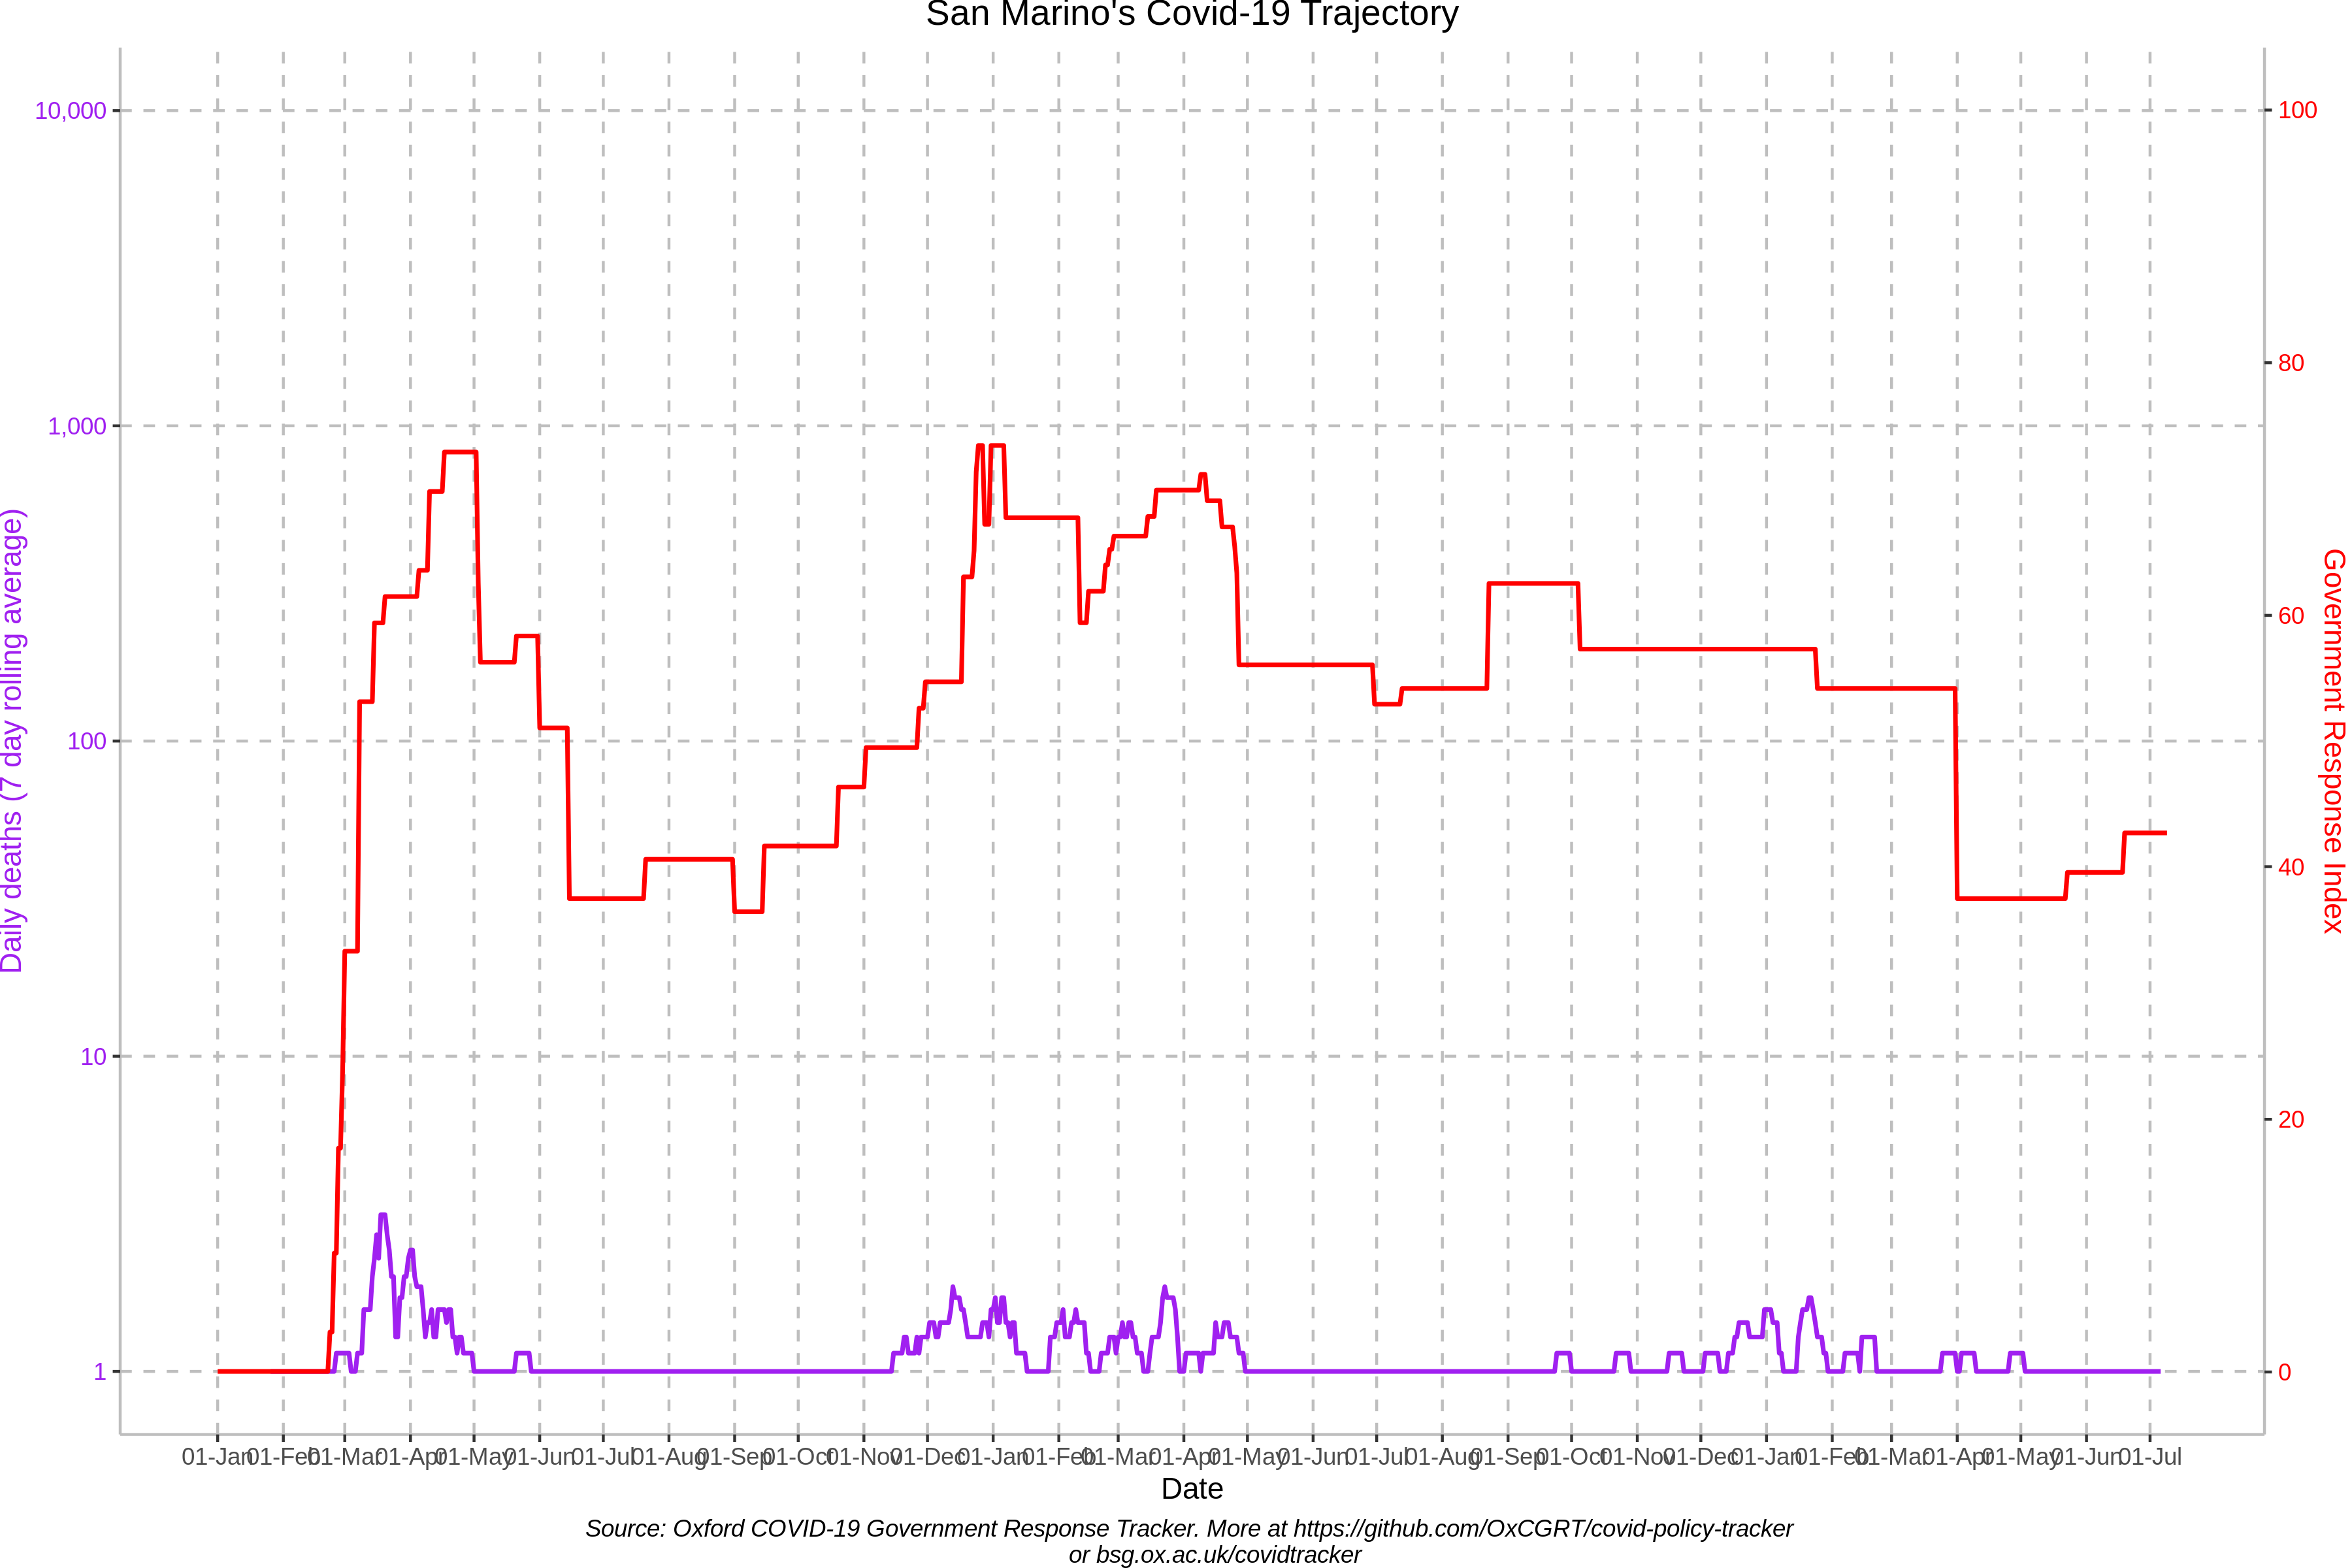 San Marino's Covid-19 Trajectory
10,000
1,000
100
10
1
Daily deaths (7 day rolling average)
100
80
60
40
20
0
Government Response Index
01-Jan 01-Feb 01-Mar 01-Apr 01-May 01-Jun 01-Jul 01-Aug 01-Sep 01-Oct 01-Nov 01-Dec 01-Jan 01-Feb 01-Mar 01-Apr 01-May 01-Jun 01-Jul 01-Aug 01-Sep 01-Oct 01-Nov 01-Dec 01-Jan 01-Feb 01-Mar 01-Apr 01-May 01-Jun 01-Jul
Date
Source: Oxford COVID-19 Government Response Tracker. More at https://github.com/OxCGRT/covid-policy-tracker
or bsg.ox.ac.uk/covidtracker